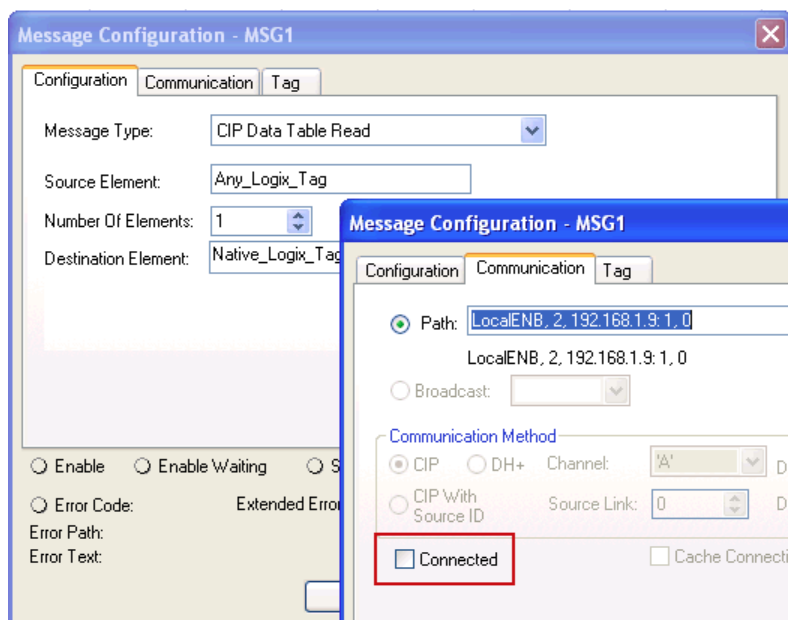 Message Configuration - MSG1
Configuration Communication Tag
Message Type: CIP Data Table Read
Source Element: Any_Logix_Tag
Number Of Elements: 1
Destination Element: Native_Logix_Tag
Enable Enable Waiting
Error Code: Extended
Error Path:
Error Text:
Message Configuration - MSG1
Configuration Communication Tag
Path: LocalENB, 2, 192.168.1.9: 1, 0
LocalENB, 2, 192.168.1.9: 1, 0
Broadcast:
Communication Method
CIP DH+ Channel: 'A'
CIP With
Source ID Source Link: 0
Connected Cache